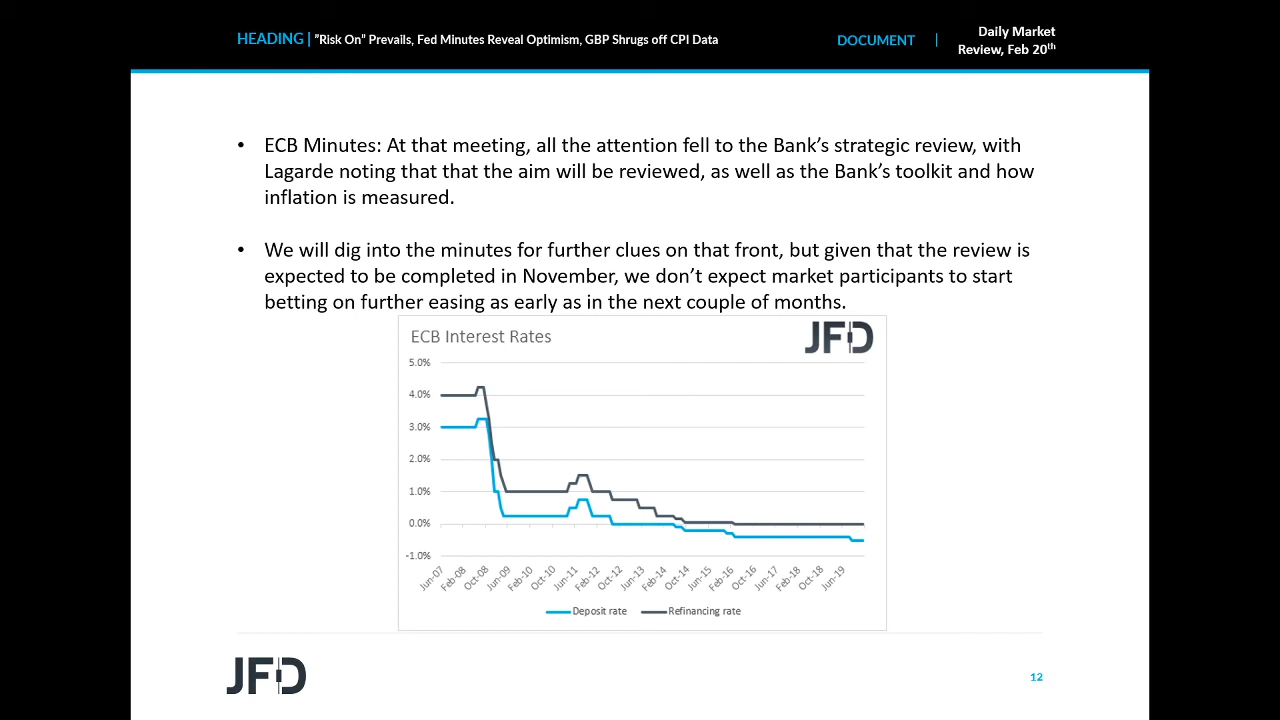 HEADING | ”Risk On” Prevails, Fed Minutes Reveal Optimism, GBP Shrugs off CPI Data
DOCUMENT |
Daily Market
Review, Feb 20th
• ECB Minutes: At that meeting, all the attention fell to the Bank’s strategic review, with
Lagarde noting that that the aim will be reviewed, as well as the Bank’s toolkit and how
inflation is measured.
• We will dig into the minutes for further clues on that front, but given that the review is
expected to be completed in November, we don’t expect market participants to start
betting on further easing as early as in the next couple of months.
ECB Interest Rates
JFD
5.0%
4.0%
3.0%
2.0%
1.0%
0.0%
-1.0%
Jun-07 Feb-08 Oct-08 Jun-09 Feb-10 Oct-10 Jun-11 Feb-12 Oct-12 Jun-13 Feb-14 Oct-14 Jun-15 Feb-16 Oct-16 Jun-17 Feb-18 Oct-18 Jun-19
Deposit rate Refinancing rate
JFD
12